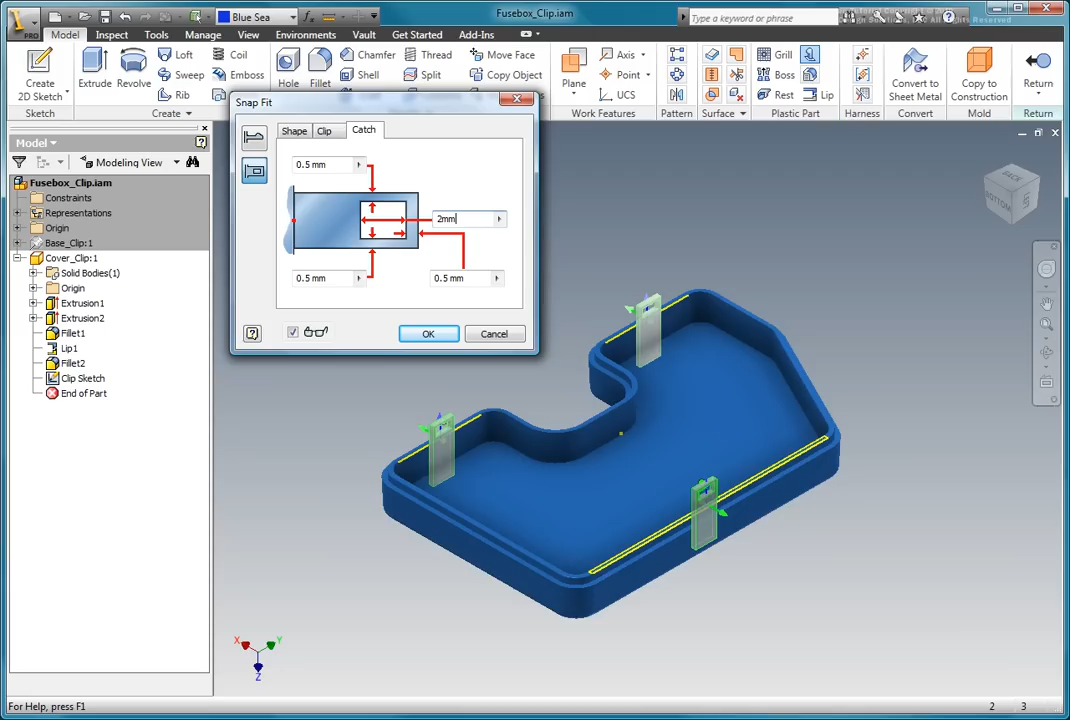 Blue Sea
Fusebox_Clip.iam
Type a keyword or phrase
PRO
Model Inspect Tools Manage View Environments Vault Get Started Add-Ins
Create
2D Sketch
Extrude
Revolve
Loft
Sweep
Rib
Coil
Emboss
Hole
Fillet
Chamfer
Shell
Thread
Split
Move Face
Copy Object
Plane
Axis
Point
UCS
Grill
Boss
Rest
Lip
Convert to
Sheet Metal
Copy to
Construction
Return
Sketch
Create
Work Features
Pattern
Plastic Part
Harness
Convert
Mold
Return
Model
Modeling View
Fusebox_Clip.iam
Constraints
Representations
Origin
Base_Clip:1
Cover_Clip:1
Solid Bodies(1)
Origin
Extrusion1
Extrusion2
Fillet1
Lip1
Fillet2
Clip Sketch
End of Part
Snap Fit
Shape Clip Catch
0.5 mm
2mm
0.5 mm
0.5 mm
OK
Cancel
BACK
BOTTOM
X
Y
Z
For Help, press F1
2 3